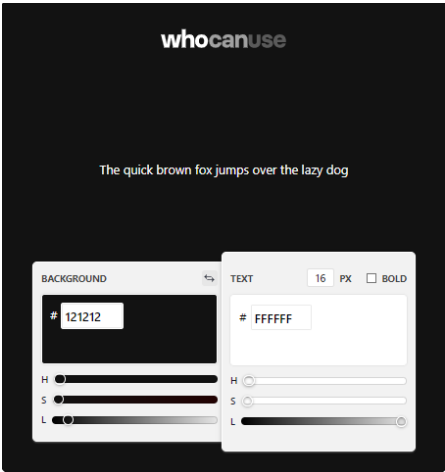 whocanuse
The quick brown fox jumps over the lazy dog
BACKGROUND
# 121212
H
S
L
TEXT 16 PX BOLD
# FFFFFF
H
S
L